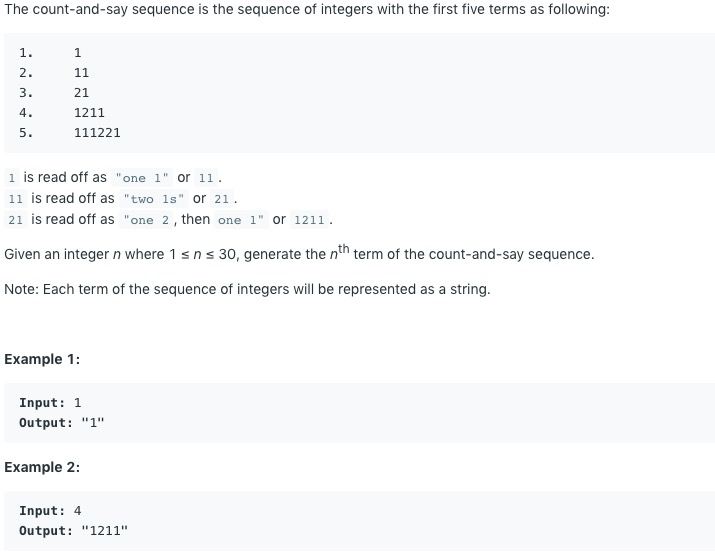 The count-and-say sequence is the sequence of integers with the first five terms as following:
1.     1
2.     11
3.     21
4.     1211
5.     111221
1 is read off as "one 1" or 11.
11 is read off as "two 1s" or 21.
21 is read off as "one 2, then one 1" or 1211.
Given an integer n where 1 ≤ n ≤ 30, generate the nth term of the count-and-say sequence.
Note: Each term of the sequence of integers will be represented as a string.
Example 1:
Input: 1
Output: "1"
Example 2:
Input: 4
Output: "1211"